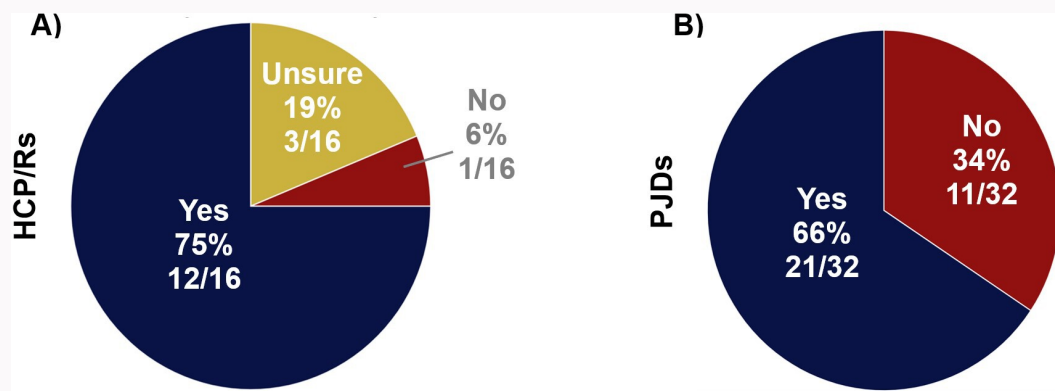 A)
HCP/Rs
Unsure
19%
3/16
No
6%
1/16
Yes
75%
12/16
B)
PJDs
No
34%
11/32
Yes
66%
21/32